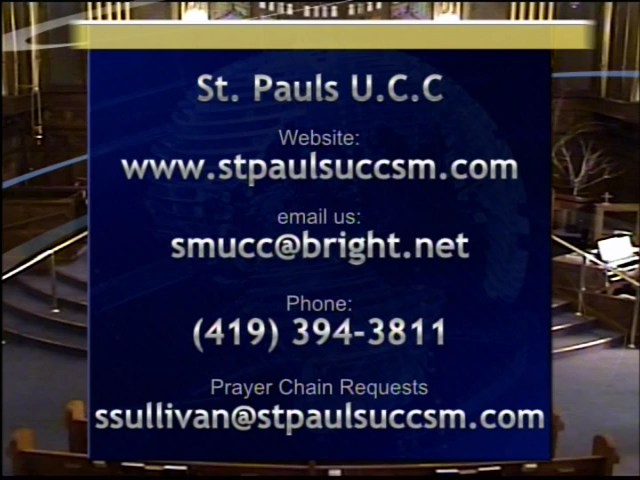 St. Pauls U.C.C
Website:
www.stpaulsuccsm.com
email us:
smucc@bright.net
Phone:
(419) 394-3811
Prayer Chain Requests
ssullivan@stpaulsuccsm.com